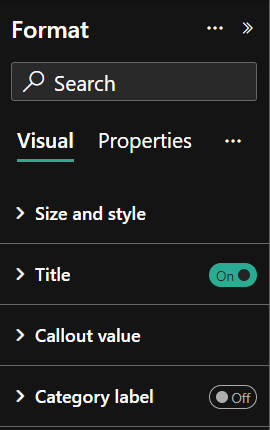 Format
Search
Visual Properties
Size and style
Title On
Callout value
Category label Off